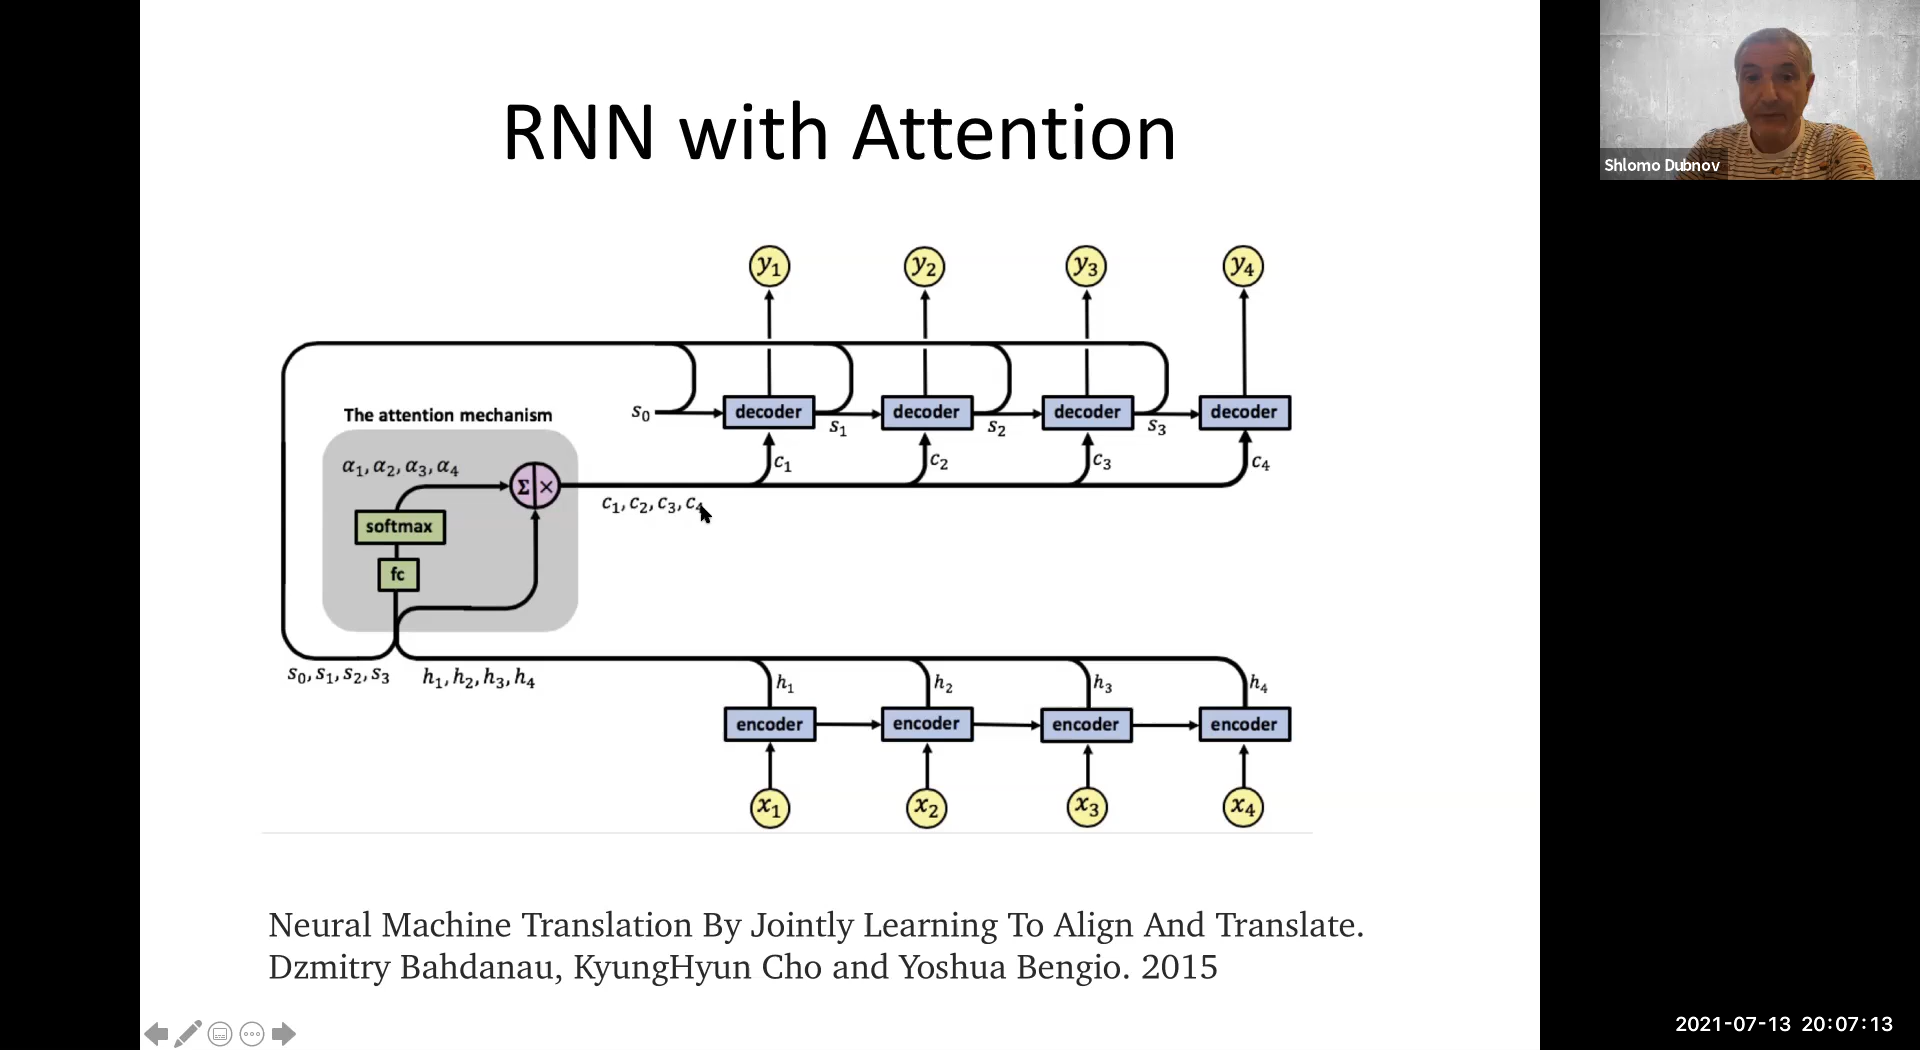 RNN with Attention
y1 y2 y3 y4
The attention mechanism
s0 decoder s1 decoder s2 decoder s3 decoder
α1, α2, α3, α4
Σ ×
c1 c2 c3 c4
c1, c2, c3, c4
softmax
fc
s0, s1, s2, s3 h1, h2, h3, h4
h1 h2 h3 h4
encoder encoder encoder encoder
x1 x2 x3 x4
Neural Machine Translation By Jointly Learning To Align And Translate.
Dzmitry Bahdanau, KyungHyun Cho and Yoshua Bengio. 2015
Shlomo Dubnov
2021-07-13 20:07:13